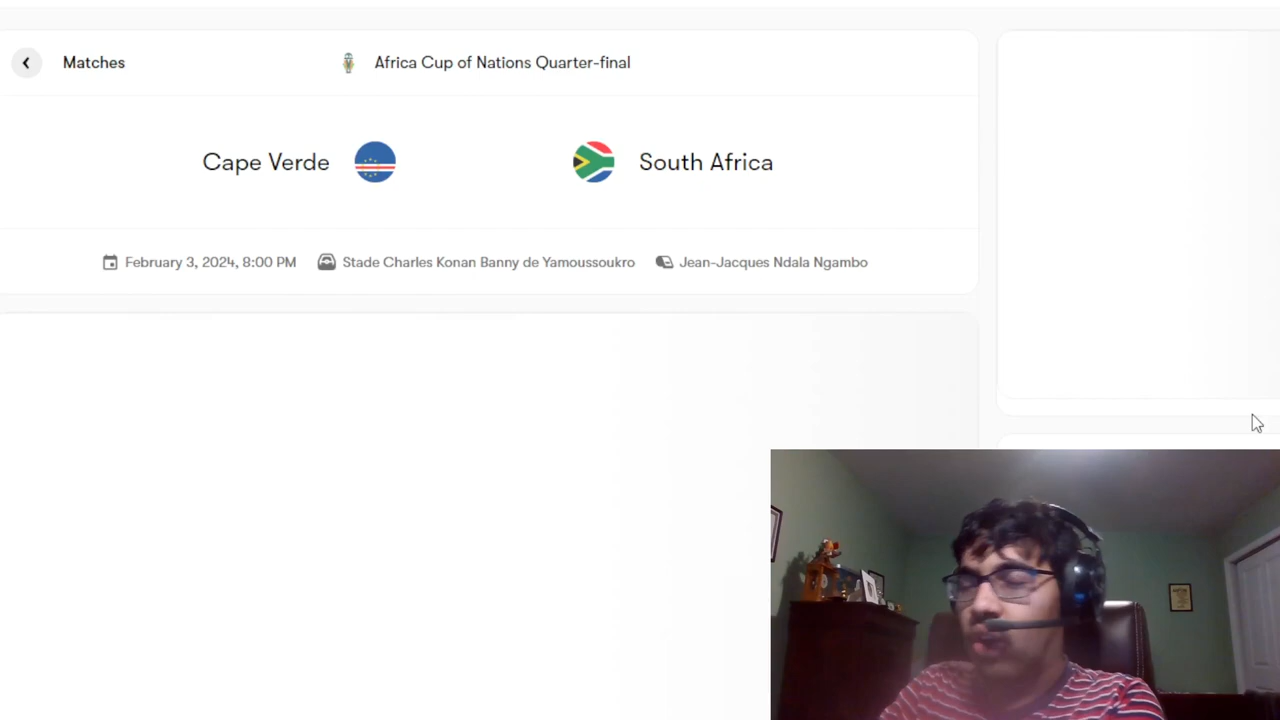 Matches
Africa Cup of Nations Quarter-final
Cape Verde
South Africa
February 3, 2024, 8:00 PM
Stade Charles Konan Banny de Yamoussoukro
Jean-Jacques Ndala Ngambo